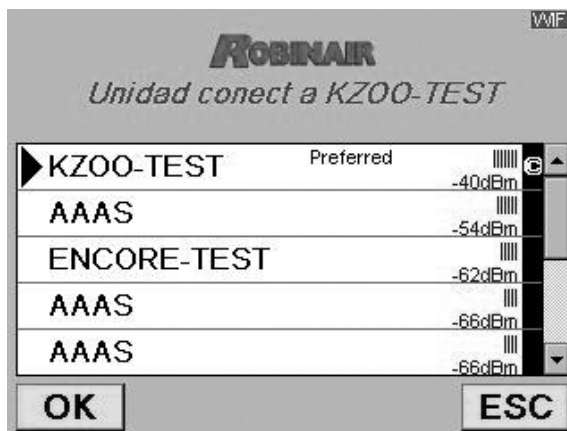 WIF
ROBINAIR
Unidad conect a KZOO-TEST
KZOO-TEST Preferred -40dBm ©
AAAS -54dBm
ENCORE-TEST -62dBm
AAAS -66dBm
AAAS -66dBm
OK ESC